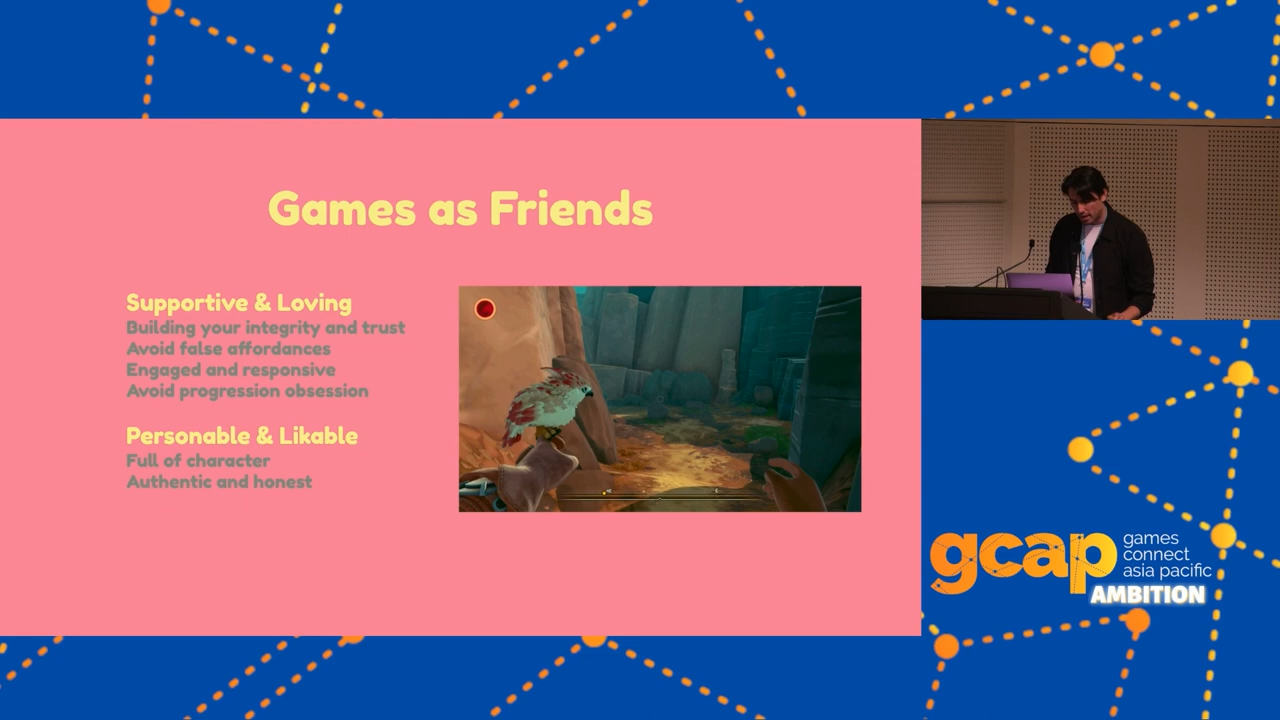 Games as Friends
Supportive & Loving
Building your integrity and trust
Avoid false affordances
Engaged and responsive
Avoid progression obsession
Personable & Likable
Full of character
Authentic and honest
gcap
games
connect
asia pacific
AMBITION